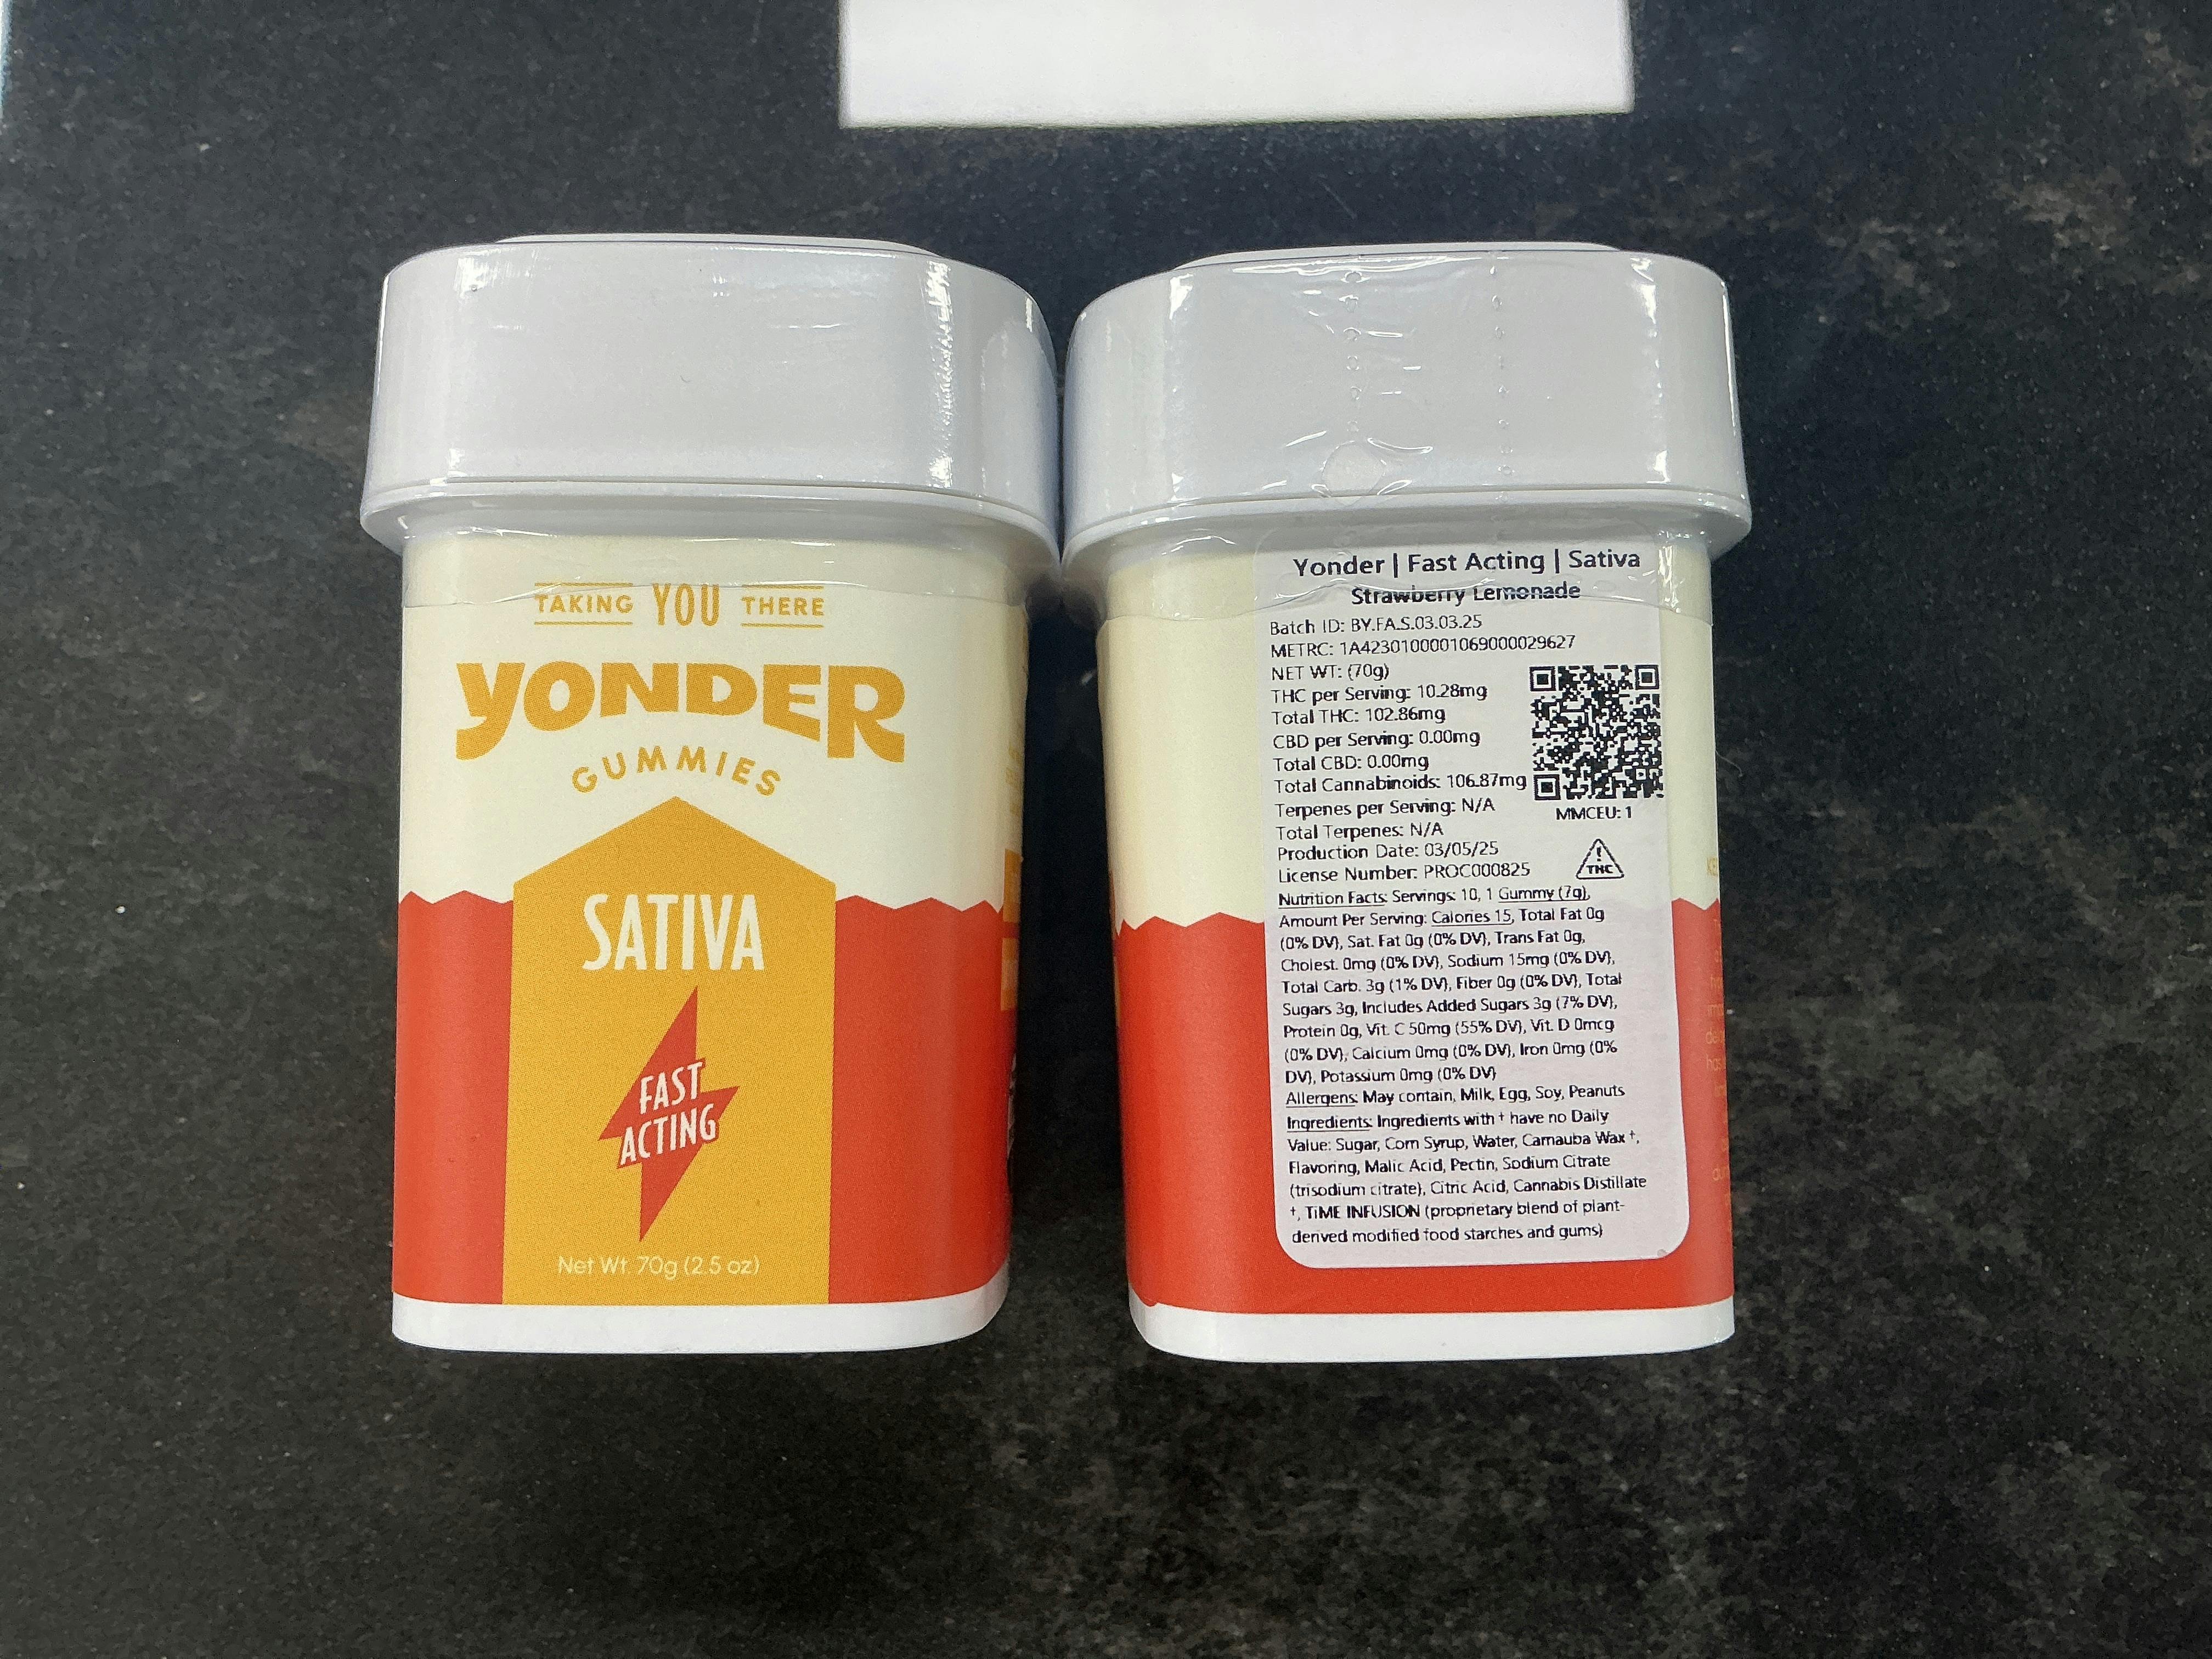 TAKING YOU THERE
YONDER
GUMMIES
SATIVA
FAST
ACTING
Net Wt. 70g (2.5 oz)
Yonder | Fast Acting | Sativa
Strawberry Lemonade
Batch ID: BY.FA.S.03.03.25
METRC: 1A4230100001069000029627
NET WT: (70g)
THC per Serving: 10.28mg
Total THC: 102.86mg
CBD per Serving: 0.00mg
Total CBD: 0.00mg
Total Cannabinoids: 106.87mg
Terpenes per Serving: N/A
MMCEU: 1
Total Terpenes: N/A
Production Date: 03/05/25
License Number: PROC000825
!
THC
Nutrition Facts: Servings: 10, 1 Gummy (7g),
Amount Per Serving: Calories 15, Total Fat 0g
(0% DV), Sat. Fat 0g (0% DV), Trans Fat 0g,
Cholest. 0mg (0% DV), Sodium 15mg (0% DV),
Total Carb. 3g (1% DV), Fiber 0g (0% DV), Total
Sugars 3g, Includes Added Sugars 3g (7% DV),
Protein 0g, Vit. C 50mg (55% DV), Vit. D 0mcg
(0% DV), Calcium 0mg (0% DV), Iron 0mg (0%
DV), Potassium 0mg (0% DV)
Allergens: May contain, Milk, Egg, Soy, Peanuts
Ingredients: Ingredients with † have no Daily
Value: Sugar, Corn Syrup, Water, Carnauba Wax †,
Flavoring, Malic Acid, Pectin, Sodium Citrate
(trisodium citrate), Citric Acid, Cannabis Distillate
†, TiME INFUSION (proprietary blend of plant-
derived modified food starches and gums)